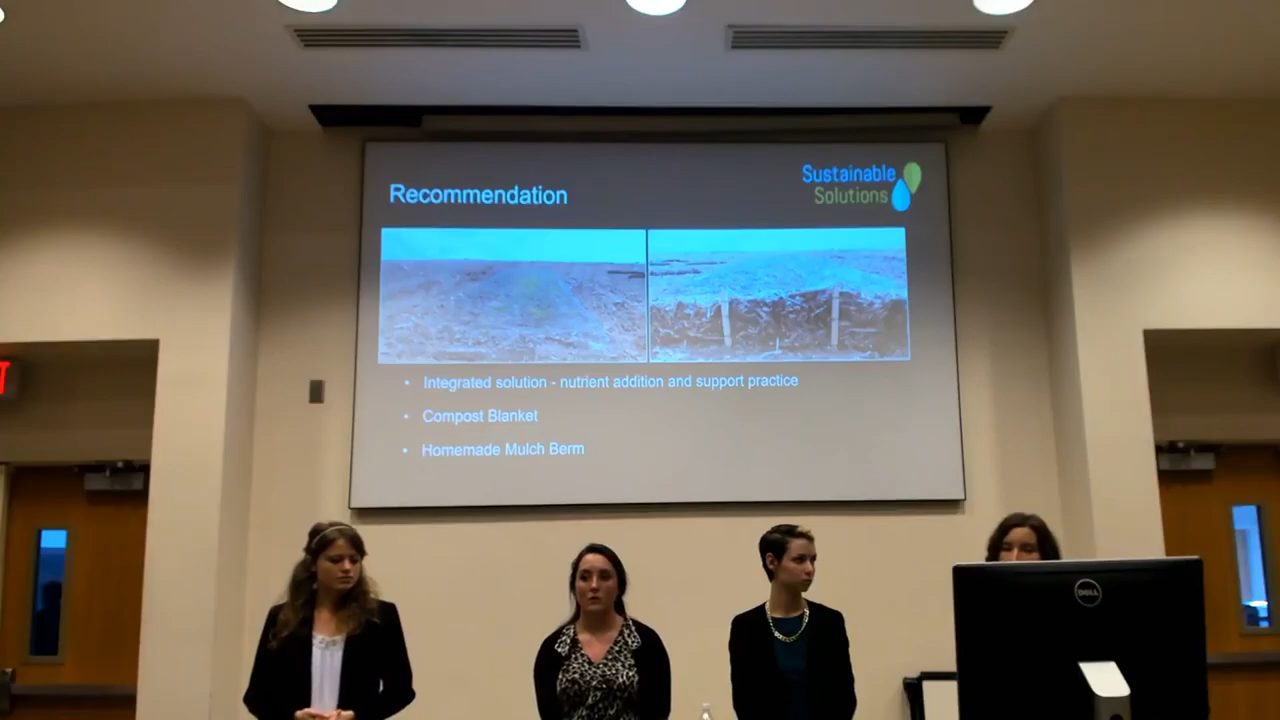 Sustainable
Solutions
Recommendation
• Integrated solution - nutrient addition and support practice
• Compost Blanket
• Homemade Mulch Berm
T
DELL